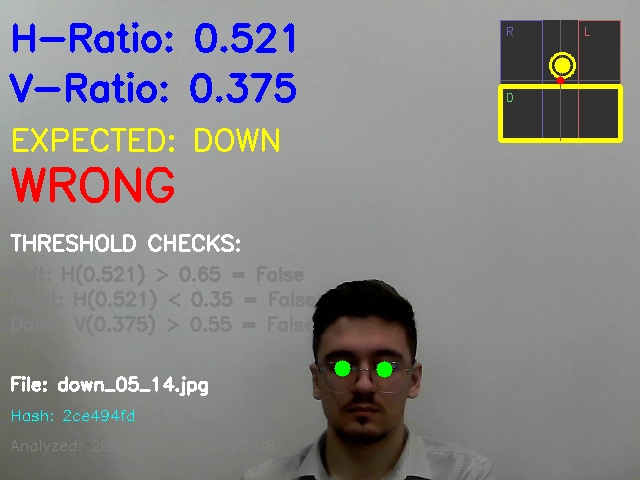 H-Ratio: 0.521
V-Ratio: 0.375
EXPECTED: DOWN
WRONG
THRESHOLD CHECKS:
H(0.521) > 0.65 = False
H(0.521) < 0.35 = False
V(0.375) > 0.55 = False
File: down_05_14.jpg
Hash: 2ce494fd
Analyzed:
R
L
D